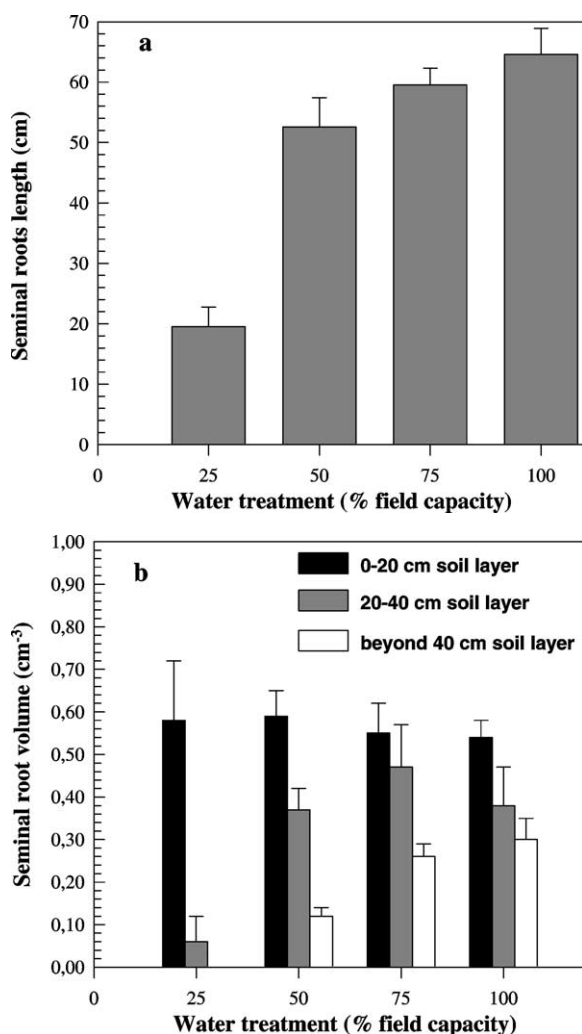 a
Seminal roots length (cm)
70
60
50
40
30
20
10
0
0 25 50 75 100
Water treatment (% field capacity)
b
0-20 cm soil layer
20-40 cm soil layer
beyond 40 cm soil layer
Seminal root volume (cm-3)
1,00
0,90
0,80
0,70
0,60
0,50
0,40
0,30
0,20
0,10
0,00
0 25 50 75 100
Water treatment (% field capacity)